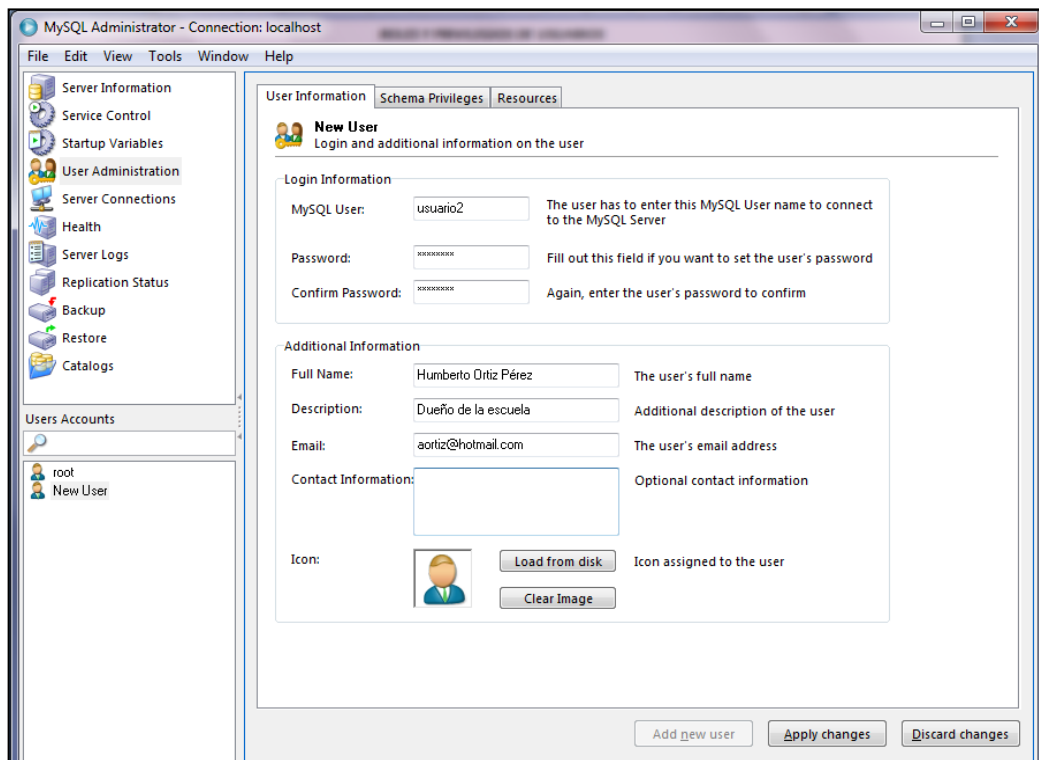 MySQL Administrator - Connection: localhost
File Edit View Tools Window Help
Server Information
Service Control
Startup Variables
User Administration
Server Connections
Health
Server Logs
Replication Status
Backup
Restore
Catalogs
Users Accounts
root
New User
User Information Schema Privileges Resources
New User
Login and additional information on the user
Login Information
MySQL User: usuario2 The user has to enter this MySQL User name to connect
to the MySQL Server
Password: xxxxxxxx Fill out this field if you want to set the user's password
Confirm Password: xxxxxxxx Again, enter the user's password to confirm
Additional Information
Full Name: Humberto Ortiz Pérez The user's full name
Description: Dueño de la escuela Additional description of the user
Email: aortiz@hotmail.com The user's email address
Contact Information: Optional contact information
Icon: Load from disk Icon assigned to the user
Clear Image
Add new user Apply changes Discard changes